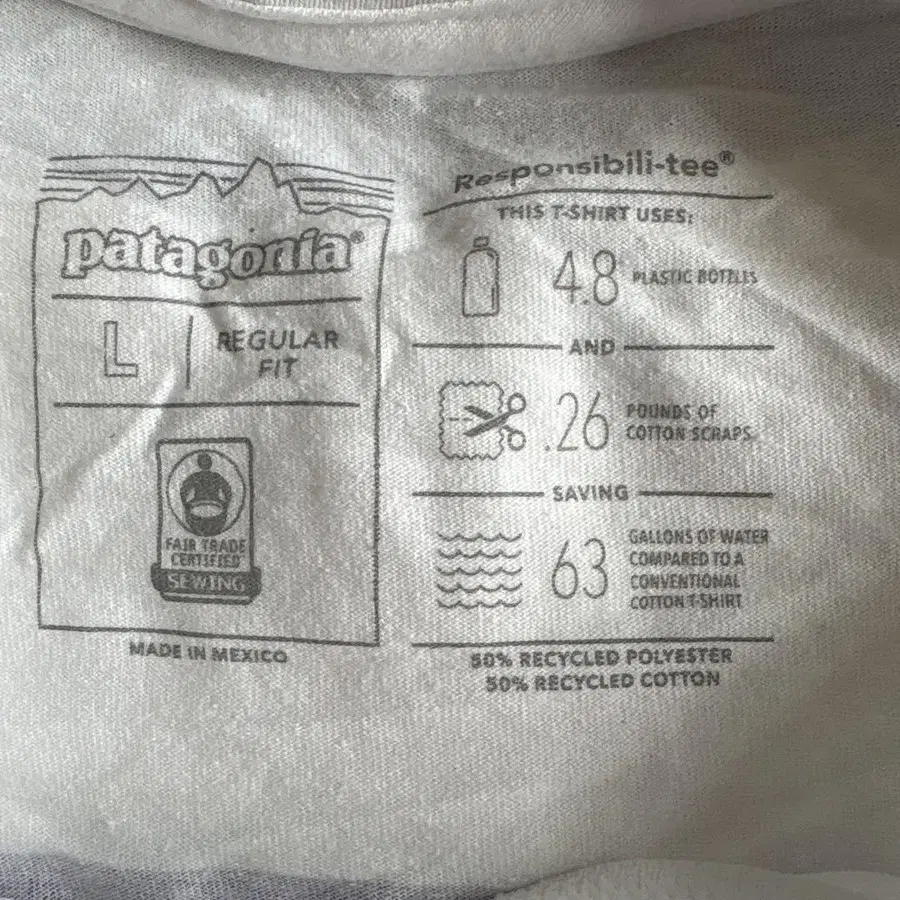 patagonia®
L
REGULAR
FIT
FAIR TRADE
CERTIFIED™
SEWING
MADE IN MEXICO
Responsibili-tee®
THIS T-SHIRT USES:
4.8 PLASTIC BOTTLES
AND
.26 POUNDS OF
COTTON SCRAPS
SAVING
63 GALLONS OF WATER
COMPARED TO A
CONVENTIONAL
COTTON T-SHIRT
50% RECYCLED POLYESTER
50% RECYCLED COTTON